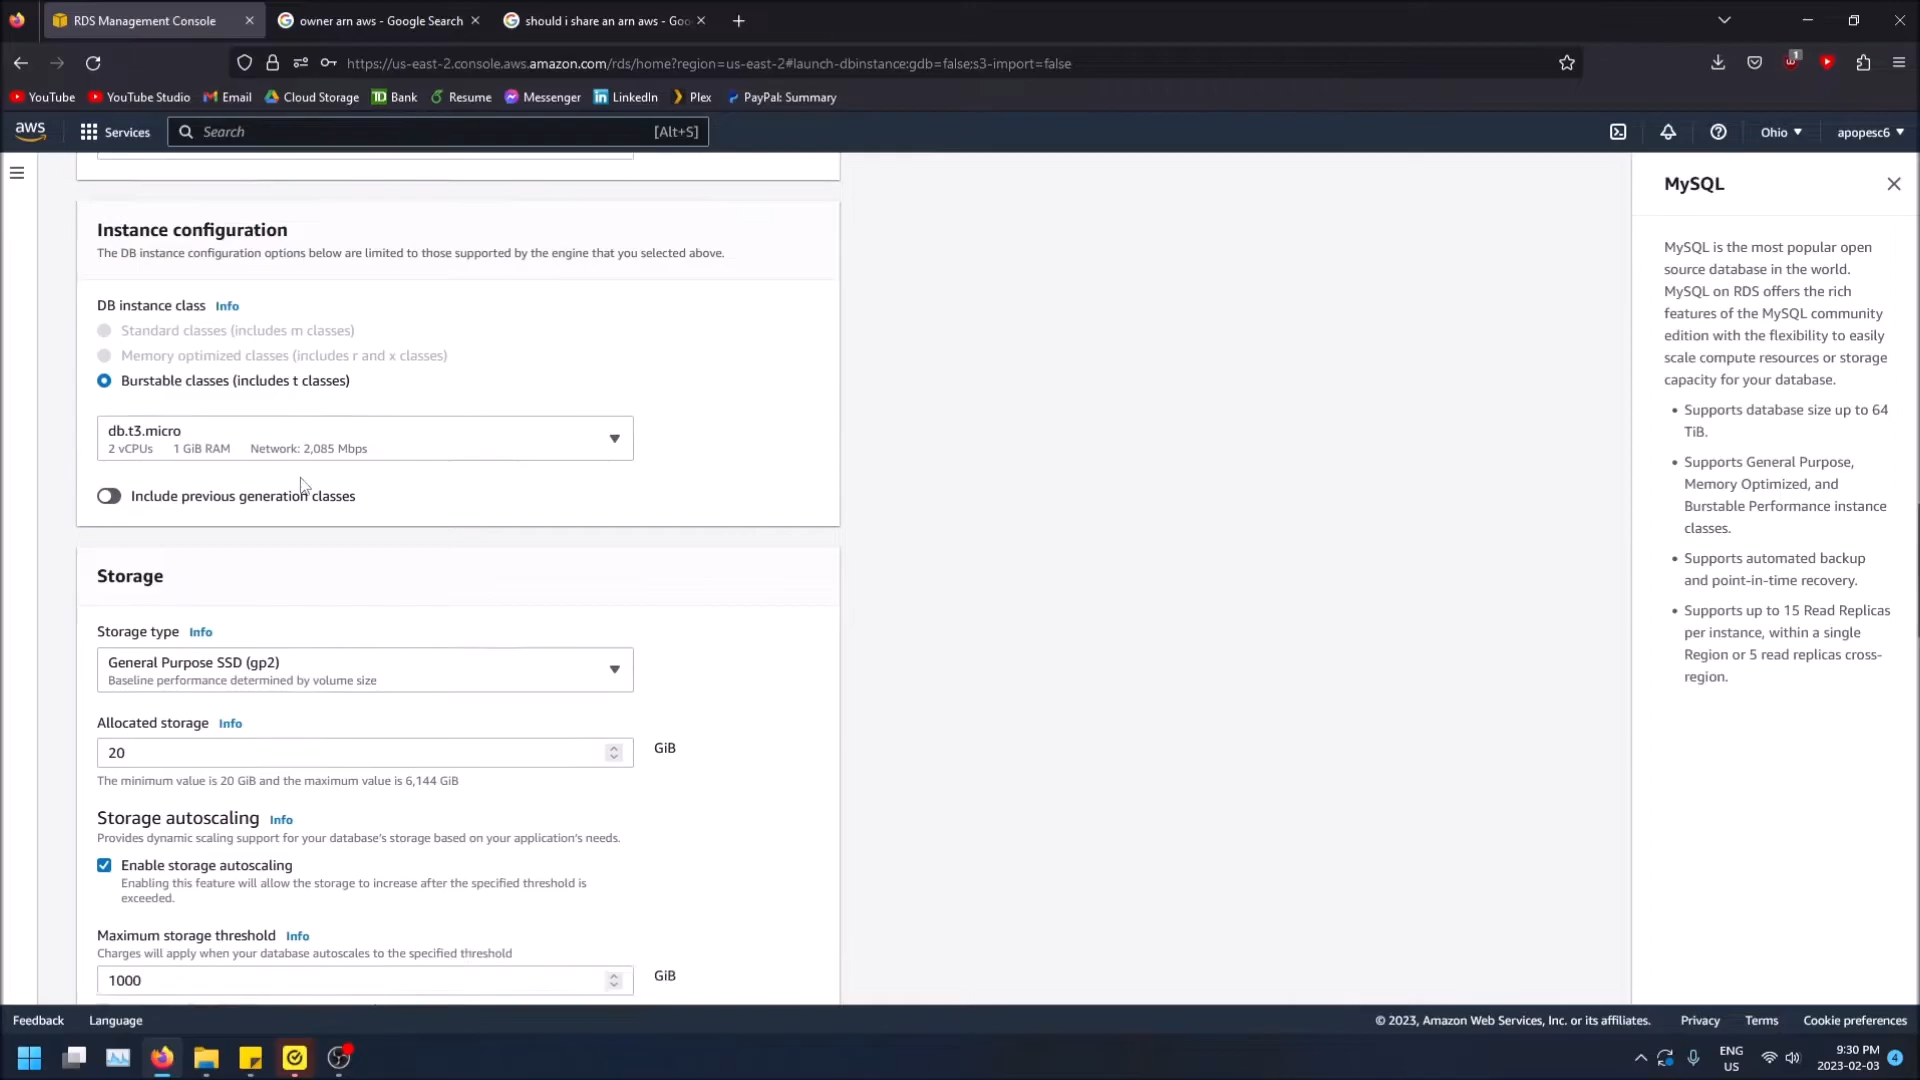 RDS Management Console
owner arn aws - Google Search
should i share an arn aws - Goo
https://us-east-2.console.aws.amazon.com/rds/home?region=us-east-2#launch-dbinstance:gdb=false;s3-import=false
1
YouTube
YouTube Studio
Email
Cloud Storage
TD Bank
Resume
Messenger
in LinkedIn
Plex
PayPal: Summary
aws
Services
Search
[Alt+S]
Ohio
apopesc6
Instance configuration
The DB instance configuration options below are limited to those supported by the engine that you selected above.
DB instance class Info
Standard classes (includes m classes)
Memory optimized classes (includes r and x classes)
Burstable classes (includes t classes)
db.t3.micro
2 vCPUs 1 GiB RAM Network: 2,085 Mbps
Include previous generation classes
Storage
Storage type Info
General Purpose SSD (gp2)
Baseline performance determined by volume size
Allocated storage Info
20
GiB
The minimum value is 20 GiB and the maximum value is 6,144 GiB
Storage autoscaling Info
Provides dynamic scaling support for your database's storage based on your application's needs.
Enable storage autoscaling
Enabling this feature will allow the storage to increase after the specified threshold is
exceeded.
Maximum storage threshold Info
Charges will apply when your database autoscales to the specified threshold
1000
GiB
MySQL
MySQL is the most popular open
source database in the world.
MySQL on RDS offers the rich
features of the MySQL community
edition with the flexibility to easily
scale compute resources or storage
capacity for your database.
• Supports database size up to 64
TiB.
• Supports General Purpose,
Memory Optimized, and
Burstable Performance instance
classes.
• Supports automated backup
and point-in-time recovery.
• Supports up to 15 Read Replicas
per instance, within a single
Region or 5 read replicas cross-
region.
Feedback
Language
© 2023, Amazon Web Services, Inc. or its affiliates.
Privacy
Terms
Cookie preferences
ENG
US
9:30 PM
2023-02-03
4